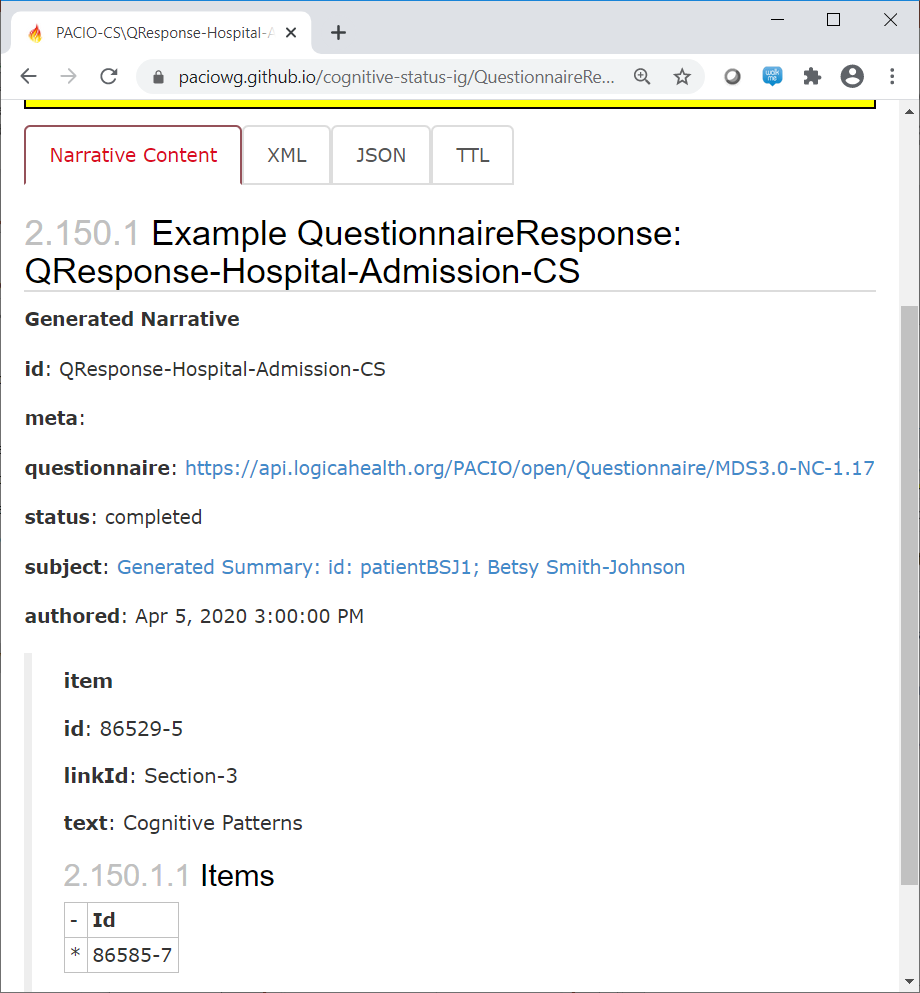 PACIO-CS\QResponse-Hospital-A
paciowg.github.io/cognitive-status-ig/QuestionnaireRe...
walk me
Narrative Content
XML
JSON
TTL
2.150.1 Example QuestionnaireResponse:
QResponse-Hospital-Admission-CS
Generated Narrative
id: QResponse-Hospital-Admission-CS
meta:
questionnaire: https://api.logicahealth.org/PACIO/open/Questionnaire/MDS3.0-NC-1.17
status: completed
subject: Generated Summary: id: patientBSJ1; Betsy Smith-Johnson
authored: Apr 5, 2020 3:00:00 PM
item
id: 86529-5
linkId: Section-3
text: Cognitive Patterns
2.150.1.1 Items
- Id
* 86585-7